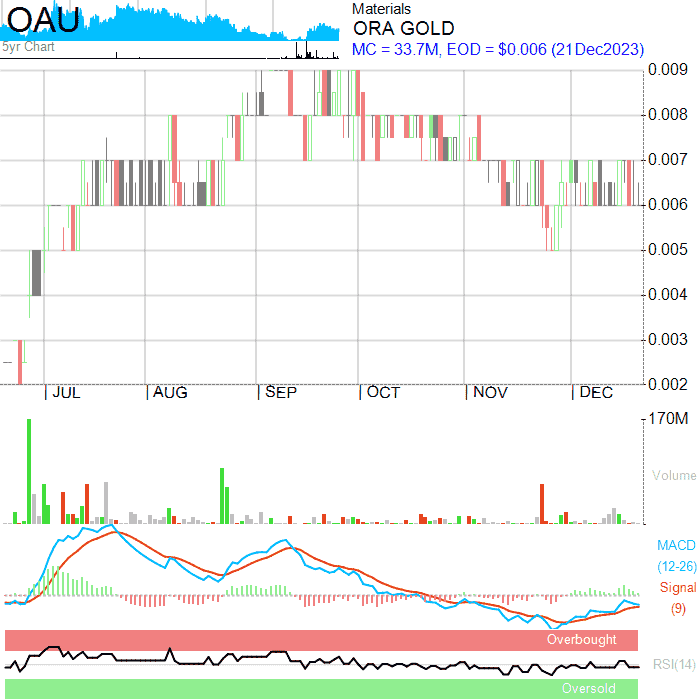 OAU
5yr Chart
Materials
ORA GOLD
MC = 33.7M, EOD = $0.006 (21Dec2023)
0.009
0.008
0.007
0.006
0.005
0.004
0.003
0.002
JUL AUG SEP OCT NOV DEC
170M
Volume
MACD
(12-26)
Signal
(9)
Overbought
RSI(14)
Oversold